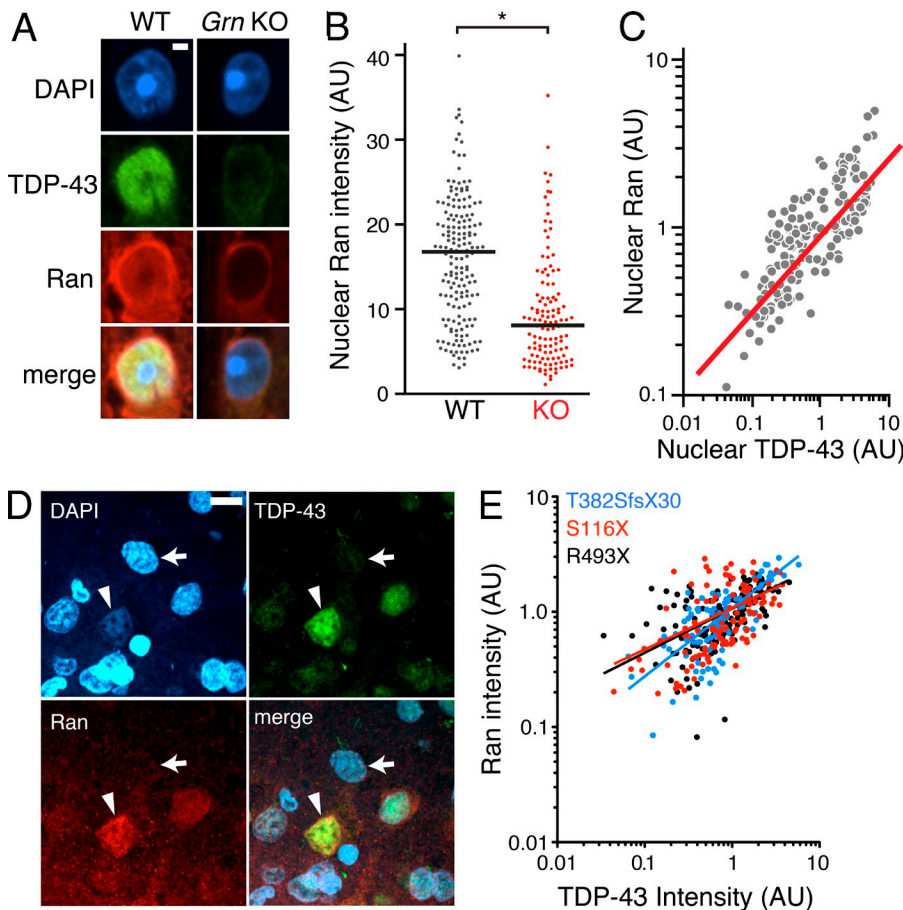 A
WT
Grn KO
DAPI
TDP-43
Ran
merge
B
*
Nuclear Ran intensity (AU)
40
30
20
10
0
WT
KO
C
Nuclear Ran (AU)
10
1
0.1
0.01
0.1
1
10
Nuclear TDP-43 (AU)
D
DAPI
TDP-43
Ran
merge
E
T382SfsX30
S116X
R493X
Ran intensity (AU)
10
1.0
0.1
0.01
0.01
0.1
1
10
TDP-43 Intensity (AU)